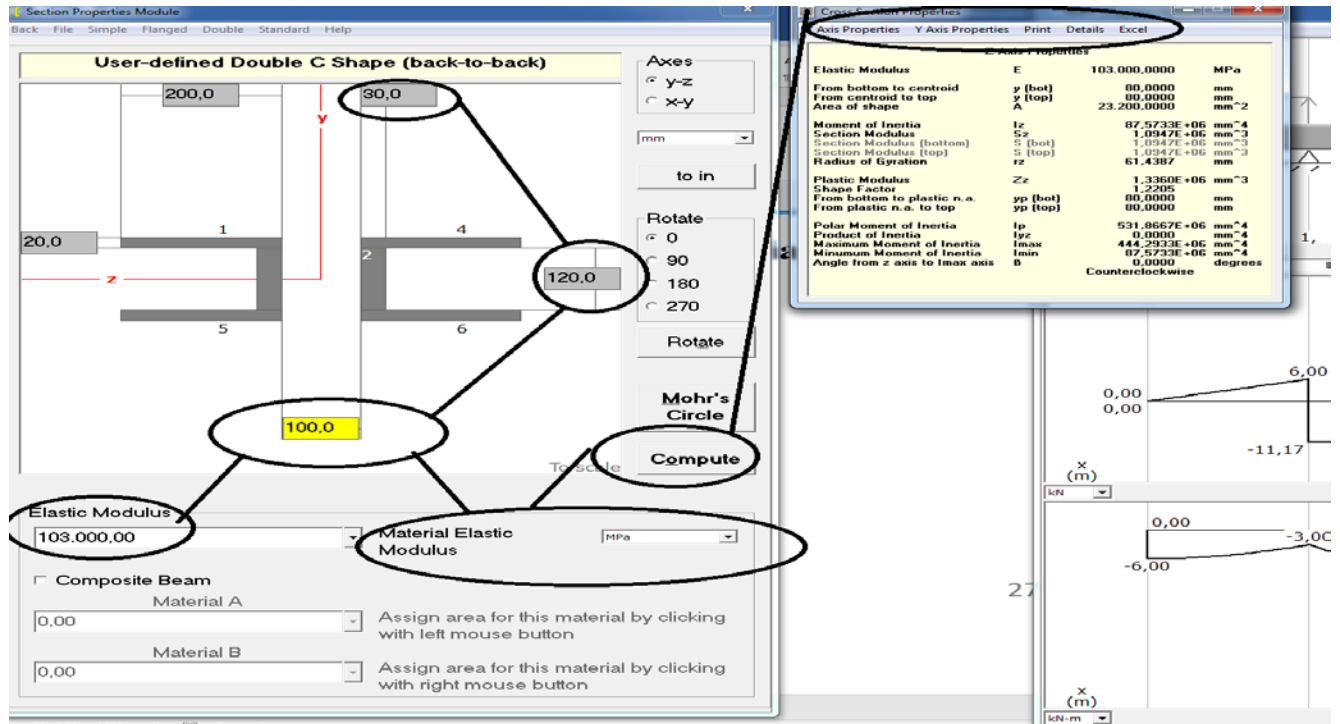 Section Properties Module
Back File Simple Flanged Double Standard Help
User-defined Double C Shape (back-to-back)
200,0
30,0
y
20,0
1
4
2
z
120,0
5
6
100,0
To scale
Axes
y-z
x-y
mm
to in
Rotate
0
90
180
270
Rotate
Mohr's
Circle
Compute
Elastic Modulus
103.000,00
Material Elastic
Modulus
MPa
Composite Beam
Material A
0,00
Assign area for this material by clicking
with left mouse button
Material B
0,00
Assign area for this material by clicking
with right mouse button
Cross Section Properties
Axis Properties Y Axis Properties Print Details Excel
Z Axis Properties
Elastic Modulus E 103.000,0000 MPa
From bottom to centroid y (bot) 80,0000 mm
From centroid to top y (top) 80,0000 mm
Area of shape A 23.200,0000 mm^2
Moment of Inertia Iz 87,5733E+06 mm^4
Section Modulus Sz 1,0947E+06 mm^3
Section Modulus (bottom) S (bot) 1,0947E+06 mm^3
Section Modulus (top) S (top) 1,0947E+06 mm^3
Radius of Gyration rz 61,4387 mm
Plastic Modulus Zz 1,3360E+06 mm^3
Shape Factor 1,2205
From bottom to plastic n.a. yp (bot) 80,0000 mm
From plastic n.a. to top yp (top) 80,0000 mm
Polar Moment of Inertia Ip 531,8667E+06 mm^4
Product of Inertia Iyz 0,0000 mm^4
Maximum Moment of Inertia Imax 444,2933E+06 mm^4
Minumum Moment of Inertia Imin 87,5733E+06 mm^4
Angle from z axis to Imax axis B 0,0000 degrees
Counterclockwise
1,
6,00
0,00
0,00
-11,17
x
(m)
kN
0,00
-3,00
-6,00
27
x
(m)
kN-m